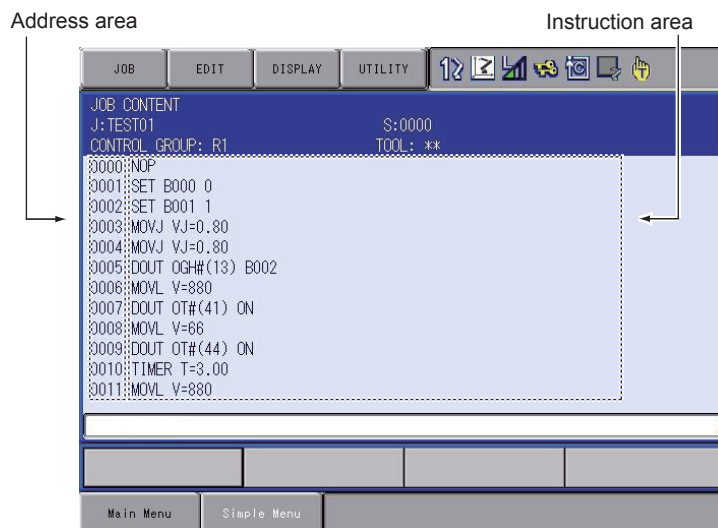 Address area
Instruction area
JOB EDIT DISPLAY UTILITY
JOB CONTENT
J:TEST01 S:0000
CONTROL GROUP: R1 TOOL: **
0000 NOP
0001 SET B000 0
0002 SET B001 1
0003 MOVJ VJ=0.80
0004 MOVJ VJ=0.80
0005 DOUT OGH#(13) B002
0006 MOVL V=880
0007 DOUT OT#(41) ON
0008 MOVL V=66
0009 DOUT OT#(44) ON
0010 TIMER T=3.00
0011 MOVL V=880
Main Menu Simple Menu